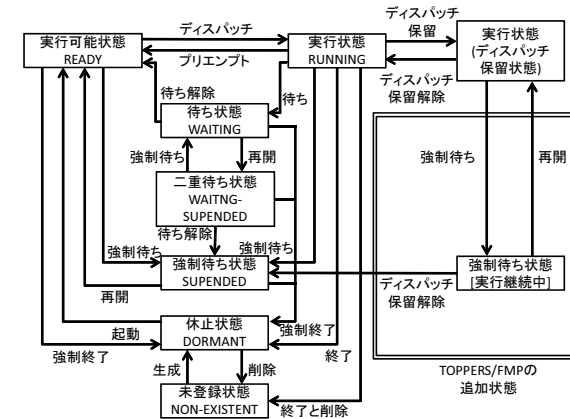 ディスパッチ
ディスパッチ
保留
実行可能状態
READY
プリエンプト
実行状態
RUNNING
実行状態
(ディスパッチ
保留状態)
ディスパッチ
保留解除
待ち解除
待ち
待ち状態
WAITING
強制待ち
再開
強制待ち
再開
二重待ち状態
WAITNG-
SUPENDED
待ち解除
強制待ち
強制待ち
強制待ち状態
SUPENDED
強制待ち状態
[実行継続中]
再開
ディスパッチ
保留解除
休止状態
DORMANT
起動
強制終了
強制終了
終了
生成
削除
未登録状態
NON-EXISTENT
終了と削除
TOPPERS/FMPの
追加状態